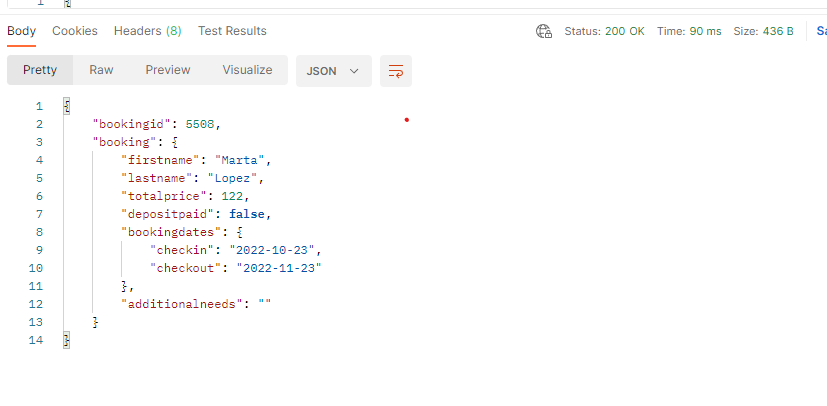 1 {
Body Cookies Headers (8) Test Results Status: 200 OK Time: 90 ms Size: 436 B Sa
Pretty Raw Preview Visualize JSON
1 {
2 "bookingid": 5508,
3 "booking": {
4 "firstname": "Marta",
5 "lastname": "Lopez",
6 "totalprice": 122,
7 "depositpaid": false,
8 "bookingdates": {
9 "checkin": "2022-10-23",
10 "checkout": "2022-11-23"
11 },
12 "additionalneeds": ""
13 }
14 }